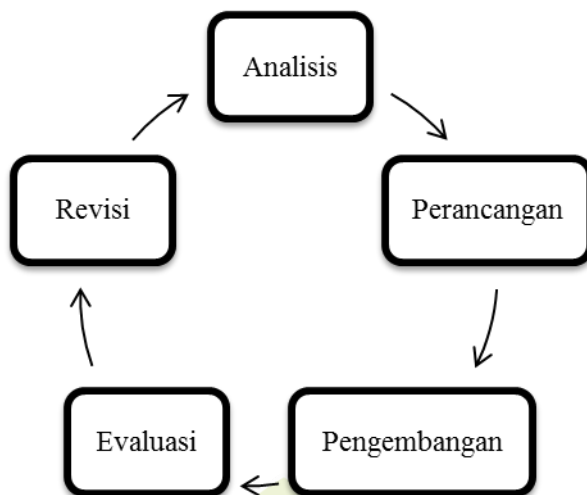 Analisis
Perancangan
Pengembangan
Evaluasi
Revisi